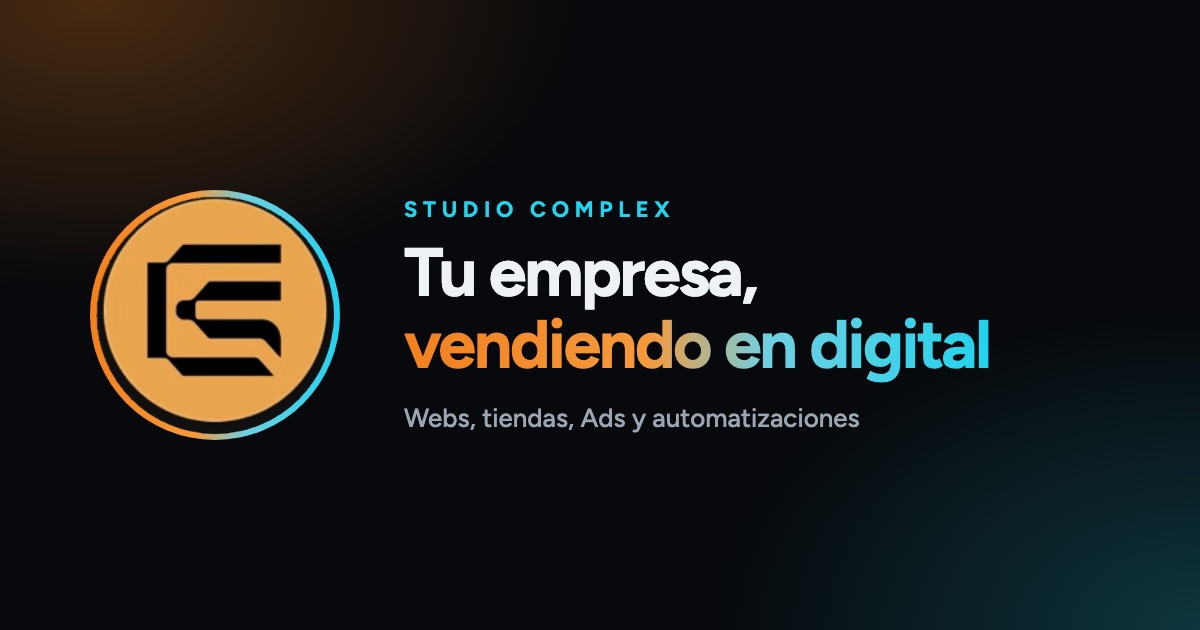 STUDIO COMPLEX
Tu empresa,
vendiendo en digital
Webs, tiendas, Ads y automatizaciones